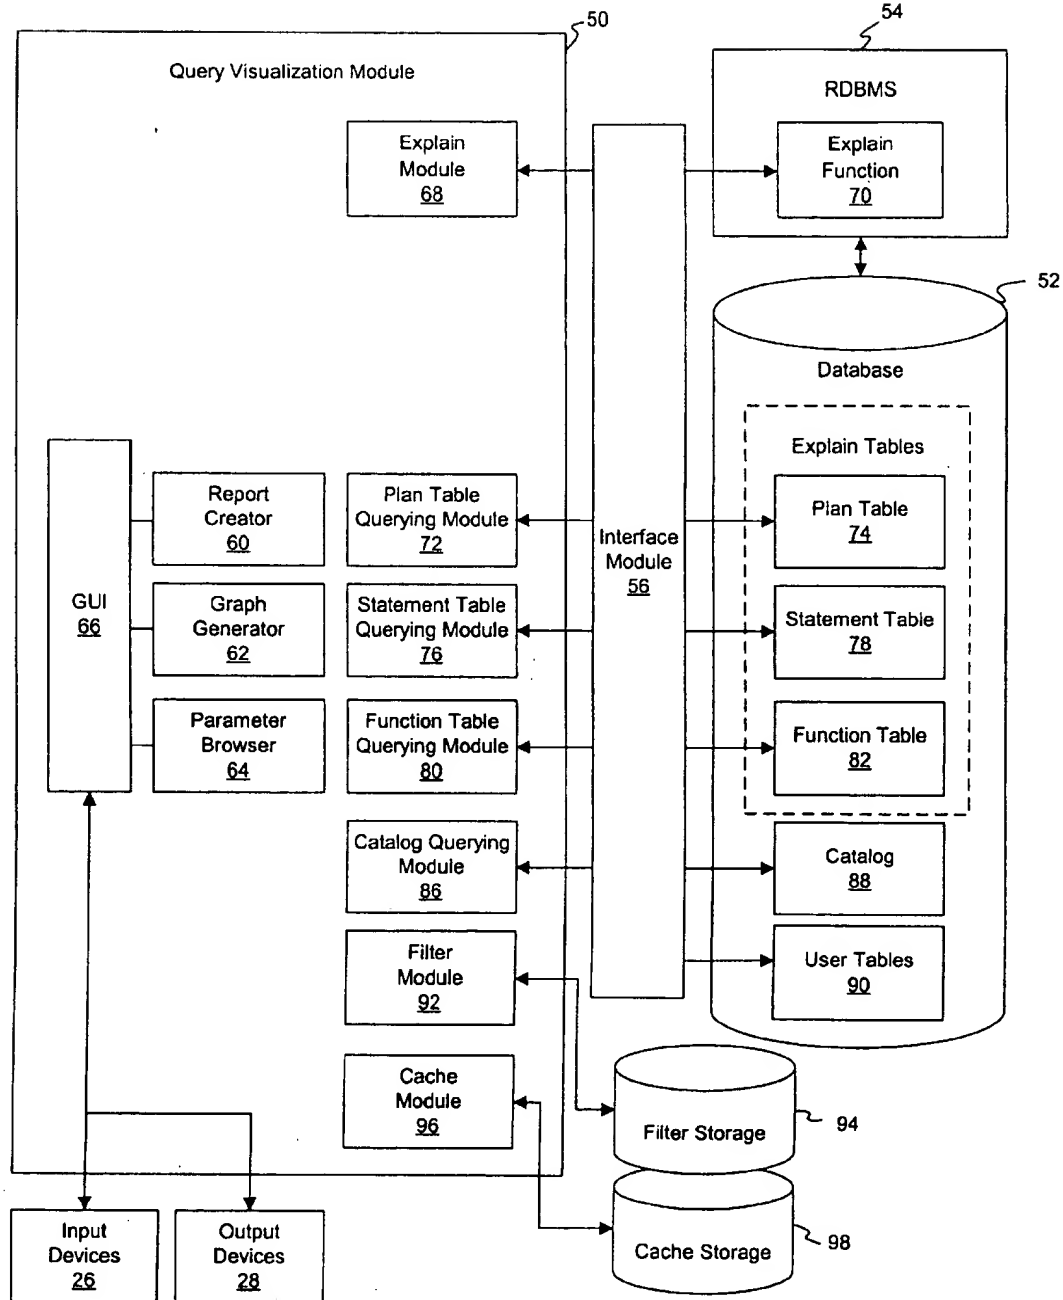 50
54
Query Visualization Module
RDBMS
Explain
Module
68
Explain
Function
70
52
Database
Explain Tables
Report
Creator
60
Plan Table
Querying Module
72
Plan Table
74
Interface
Module
56
GUI
66
Graph
Generator
62
Statement Table
Querying Module
76
Statement Table
78
Parameter
Browser
64
Function Table
Querying Module
80
Function Table
82
Catalog Querying
Module
86
Catalog
88
Filter
Module
92
User Tables
90
Cache
Module
96
Filter Storage
94
Input
Devices
26
Output
Devices
28
Cache Storage
98